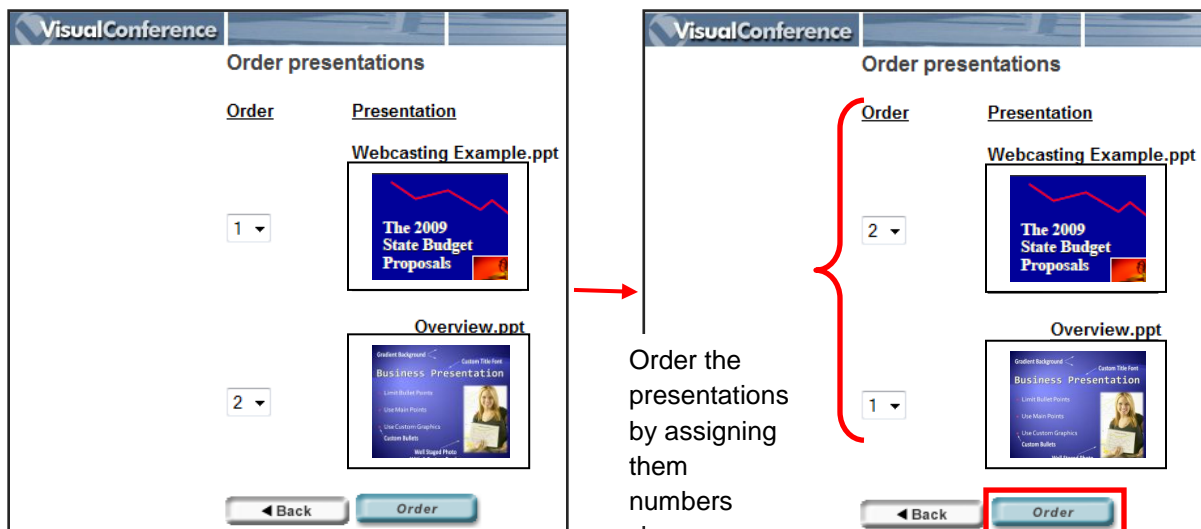 VisualConference
Order presentations
Order Presentation
Webcasting Example.ppt
1
The 2009
State Budget
Proposals
Overview.ppt
Gradient Background
Custom Title Font
Business Presentation
Limit Bullet Points
Use Main Points
Use Custom Graphics
Custom Bullets
Well Staged Photo
2
Back Order
Order the
presentations
by assigning
them
numbers
VisualConference
Order presentations
Order Presentation
Webcasting Example.ppt
2
The 2009
State Budget
Proposals
Overview.ppt
Gradient Background
Custom Title Font
Business Presentation
Limit Bullet Points
Use Main Points
Use Custom Graphics
Custom Bullets
Well Staged Photo
1
Back Order